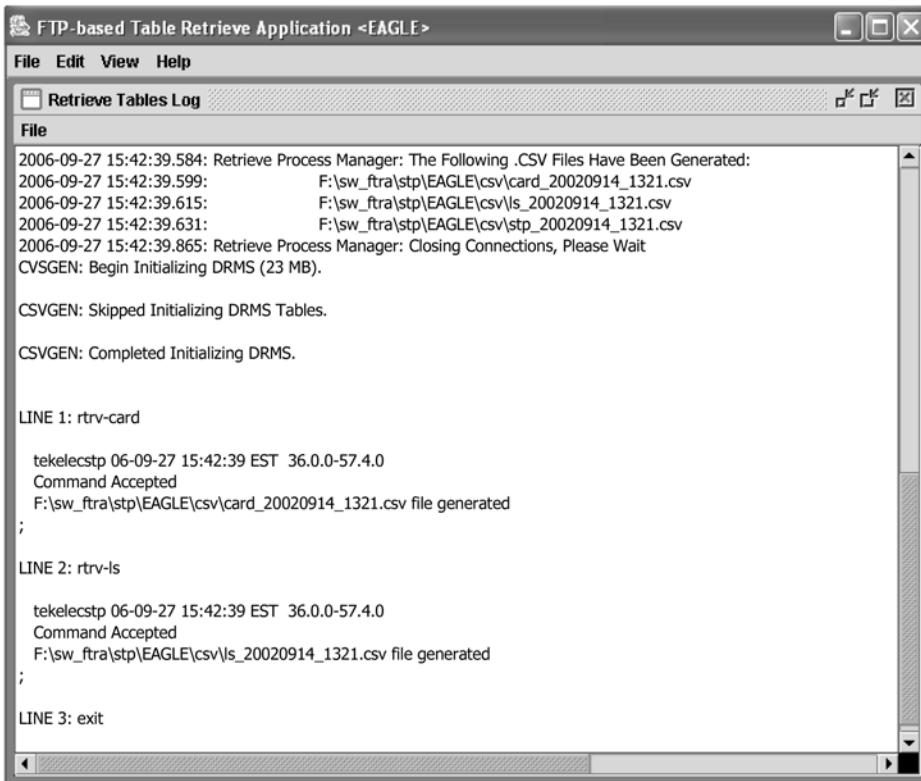 FTP-based Table Retrieve Application <EAGLE>
File Edit View Help
Retrieve Tables Log
File
2006-09-27 15:42:39.584: Retrieve Process Manager: The Following .CSV Files Have Been Generated:
2006-09-27 15:42:39.599: F:\sw_ftra\stp\EAGLE\csv\card_20020914_1321.csv
2006-09-27 15:42:39.615: F:\sw_ftra\stp\EAGLE\csv\ls_20020914_1321.csv
2006-09-27 15:42:39.631: F:\sw_ftra\stp\EAGLE\csv\stp_20020914_1321.csv
2006-09-27 15:42:39.865: Retrieve Process Manager: Closing Connections, Please Wait
CVSGEN: Begin Initializing DRMS (23 MB).
CSVGEN: Skipped Initializing DRMS Tables.
CSVGEN: Completed Initializing DRMS.
LINE 1: rtrv-card
tekelecstp 06-09-27 15:42:39 EST 36.0.0-57.4.0
Command Accepted
F:\sw_ftra\stp\EAGLE\csv\card_20020914_1321.csv file generated
;
LINE 2: rtrv-ls
tekelecstp 06-09-27 15:42:39 EST 36.0.0-57.4.0
Command Accepted
F:\sw_ftra\stp\EAGLE\csv\ls_20020914_1321.csv file generated
;
LINE 3: exit